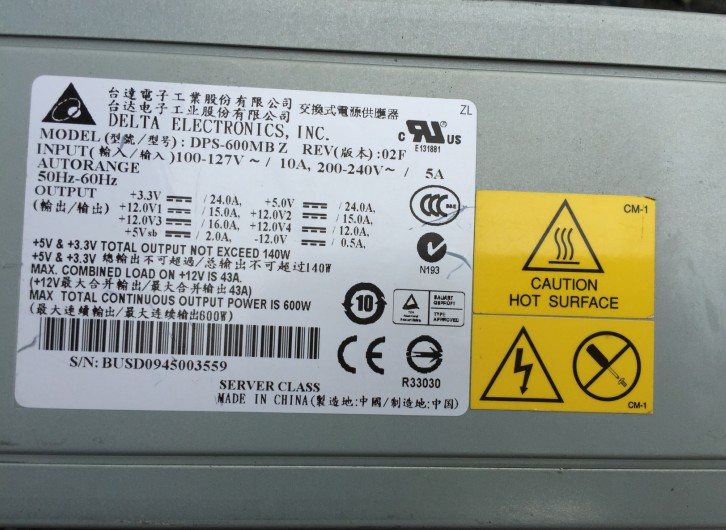 台達電子工業股份有限公司
台达电子工业股份有限公司
交換式電源供應器
ZL
DELTA ELECTRONICS, INC.
MODEL(型號/型号): DPS-600MB Z REV(版本):02F
INPUT(輸入/输入)100-127V~/ 10A, 200-240V~/ 5A
AUTORANGE
50Hz-60Hz
OUTPUT
(輸出/输出)
+3.3V / 24.0A, +5.0V / 24.0A,
+12.0V1 / 15.0A, +12.0V2 / 15.0A,
+12.0V3 / 16.0A, +12.0V4 / 12.0A,
+5Vsb / 2.0A, -12.0V / 0.5A,
+5V & +3.3V TOTAL OUTPUT NOT EXCEED 140W
+5V & +3.3V 總輸出不可超過/总输出不可超过140W
MAX. COMBINED LOAD ON +12V IS 43A.
(+12V最大合并輸出/最大合并输出43A)
MAX TOTAL CONTINUOUS OUTPUT POWER IS 600W
(最大連續輸出/最大连续输出600W)
S/N: BUSD0945003559
SERVER CLASS
MADE IN CHINA(製造地:中國/制造地:中国)
c RU US
E131881
CCC
N193
10
TYPE
APPROVED
CE
R33030
CM-1
CAUTION
HOT SURFACE
CM-1